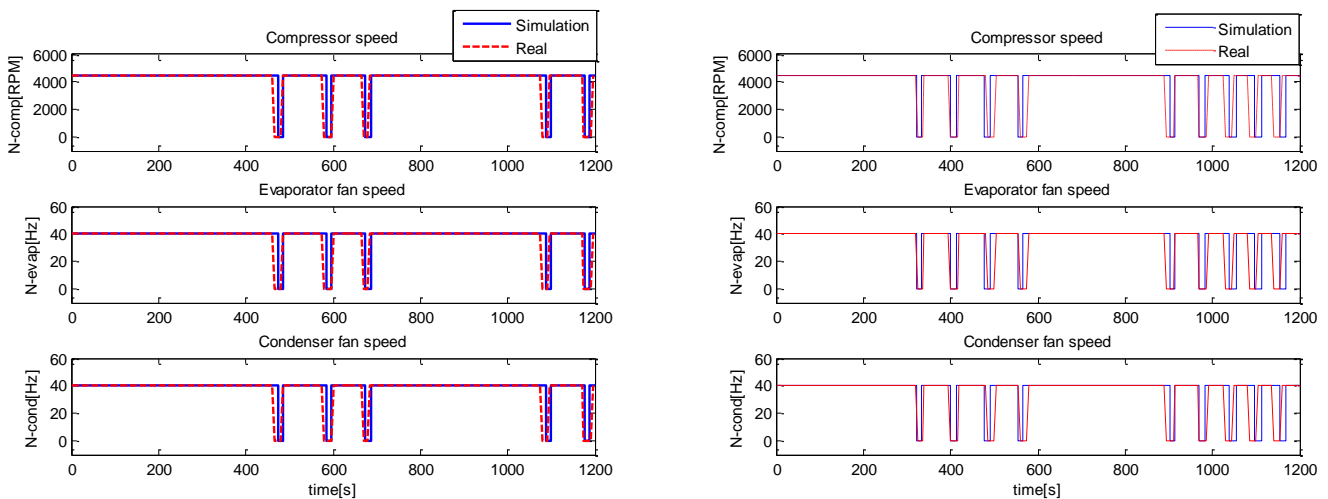 Simulation
Real
Compressor speed
N-comp[RPM]
6000
4000
2000
0
0 200 400 600 800 1000 1200
Evaporator fan speed
N-evap[Hz]
60
40
20
0
0 200 400 600 800 1000 1200
Condenser fan speed
N-cond[Hz]
60
40
20
0
0 200 400 600 800 1000 1200
time[s]
Simulation
Real
Compressor speed
N-comp[RPM]
6000
4000
2000
0
0 200 400 600 800 1000 1200
Evaporator fan speed
N-evap[Hz]
60
40
20
0
0 200 400 600 800 1000 1200
Condenser fan speed
N-cond[Hz]
60
40
20
0
0 200 400 600 800 1000 1200
time[s]